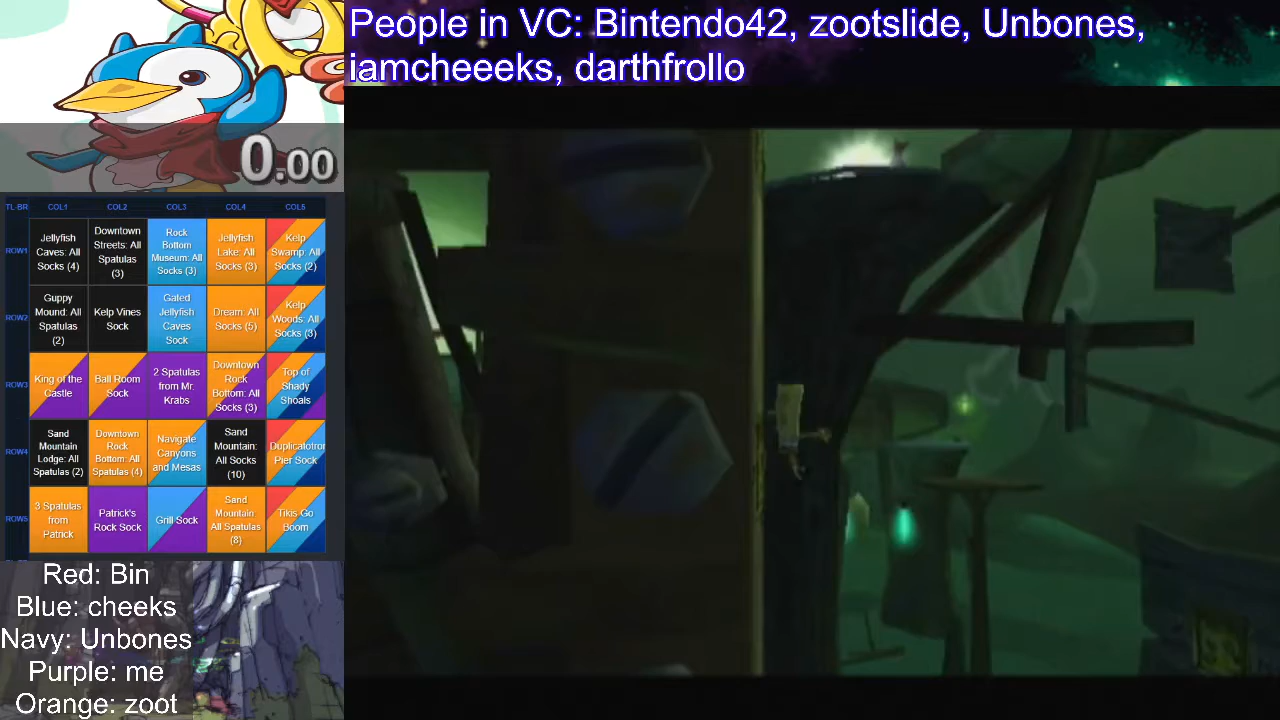 People in VC: Bintendo42, zootslide, Unbones,
iamcheeeks, darthfrollo
0.00
TL-BR COL1 COL2 COL3 COL4 COL5
ROW1
Jellyfish
Caves: All
Socks (4)
Downtown
Streets: All
Spatulas
(3)
Rock
Bottom
Museum: All
Socks (3)
Jellyfish
Lake: All
Socks (3)
Kelp
Swamp: All
Socks (2)
ROW2
Guppy
Mound: All
Spatulas
(2)
Kelp Vines
Sock
Gated
Jellyfish
Caves
Sock
Dream: All
Socks (5)
Kelp
Woods: All
Socks (3)
ROW3
King of the
Castle
Ball Room
Sock
2 Spatulas
from Mr.
Krabs
Downtown
Rock
Bottom: All
Socks (3)
Top of
Shady
Shoals
ROW4
Sand
Mountain
Lodge: All
Spatulas (2)
Downtown
Rock
Bottom: All
Spatulas (4)
Navigate
Canyons
and Mesas
Sand
Mountain:
All Socks
(10)
Duplicatotron
Pier Sock
ROW5
3 Spatulas
from
Patrick
Patrick's
Rock Sock
Grill Sock
Sand
Mountain
All Spatulas
(8)
Tikis Go
Boom
Red: Bin
Blue: cheeks
Navy: Unbones
Purple: me
Orange: zoot